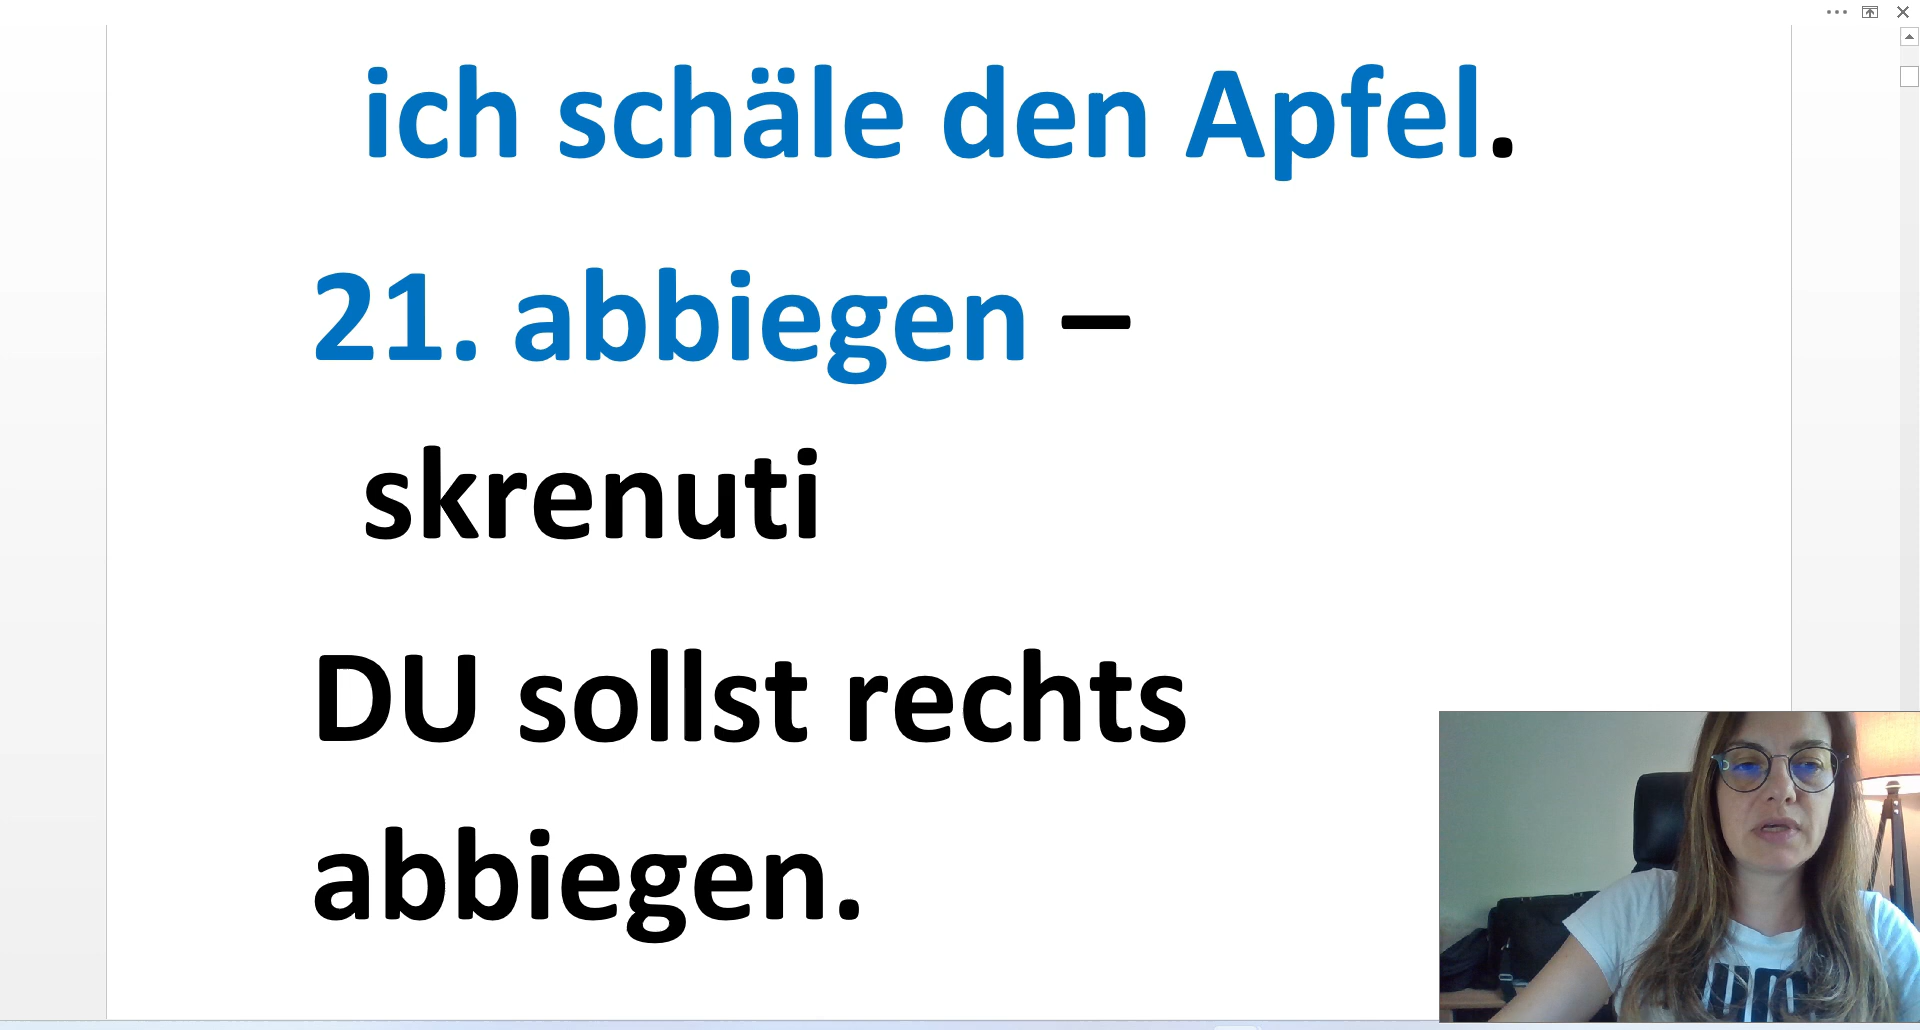 ich schäle den Apfel.
21. abbiegen –
skrenuti
DU sollst rechts
abbiegen.